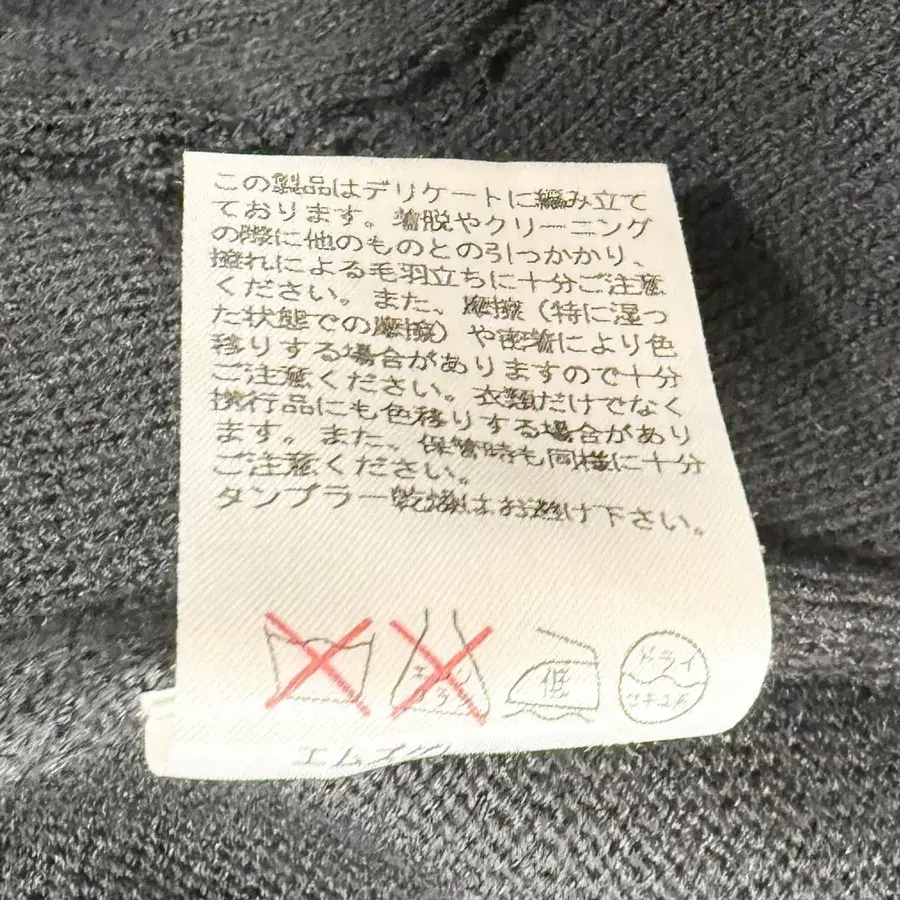 この製品はデリケートに編み立て
ております。着脱やクリーニング
の際に他のものとの引っかかり、
擦れによる毛羽立ちに十分ご注意
ください。また、摩擦（特に湿っ
た状態での摩擦）や密着により色
移りする場合がありますので十分
ご注意ください。衣類だけでなく
携行品にも色移りする場合があり
ます。また、保管時も同様に十分
ご注意ください。
タンブラー乾燥はお避け下さい。
エンソ
サラシ
低
ドライ
セキユ系